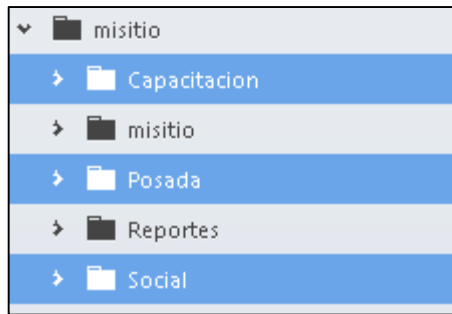 misitio
Capacitacion
misitio
Posada
Reportes
Social